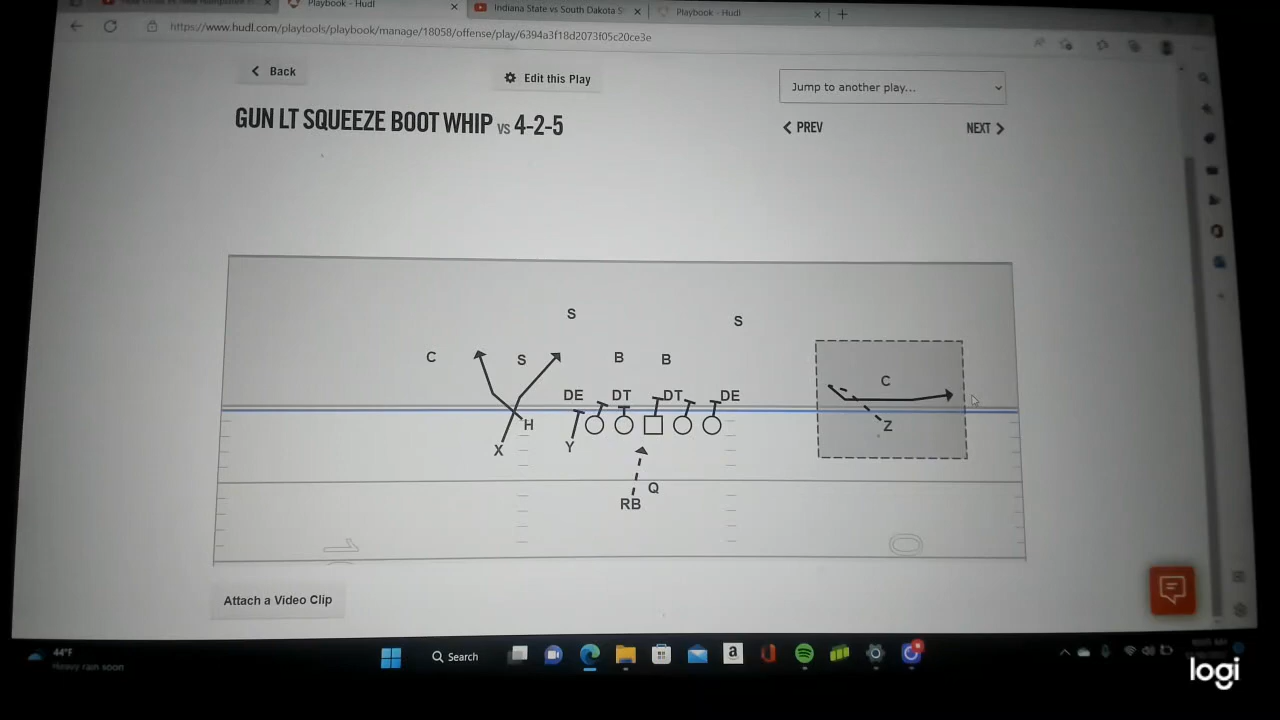 Playbook - Hudl
Indiana State vs South Dakota S
Playbook - Hudl
https://www.hudl.com/playtools/playbook/manage/18058/offense/play/6394a3f18d2073f05c20ce3e
Back
Edit this Play
Jump to another play...
GUN LT SQUEEZE BOOT WHIP vs 4-2-5
PREV
NEXT
S
S
C
S
B
B
C
DE
DT
DT
DE
H
Z
X
Y
Q
RB
1
0
Attach a Video Clip
44°F
Heavy rain soon
Search
a
logi